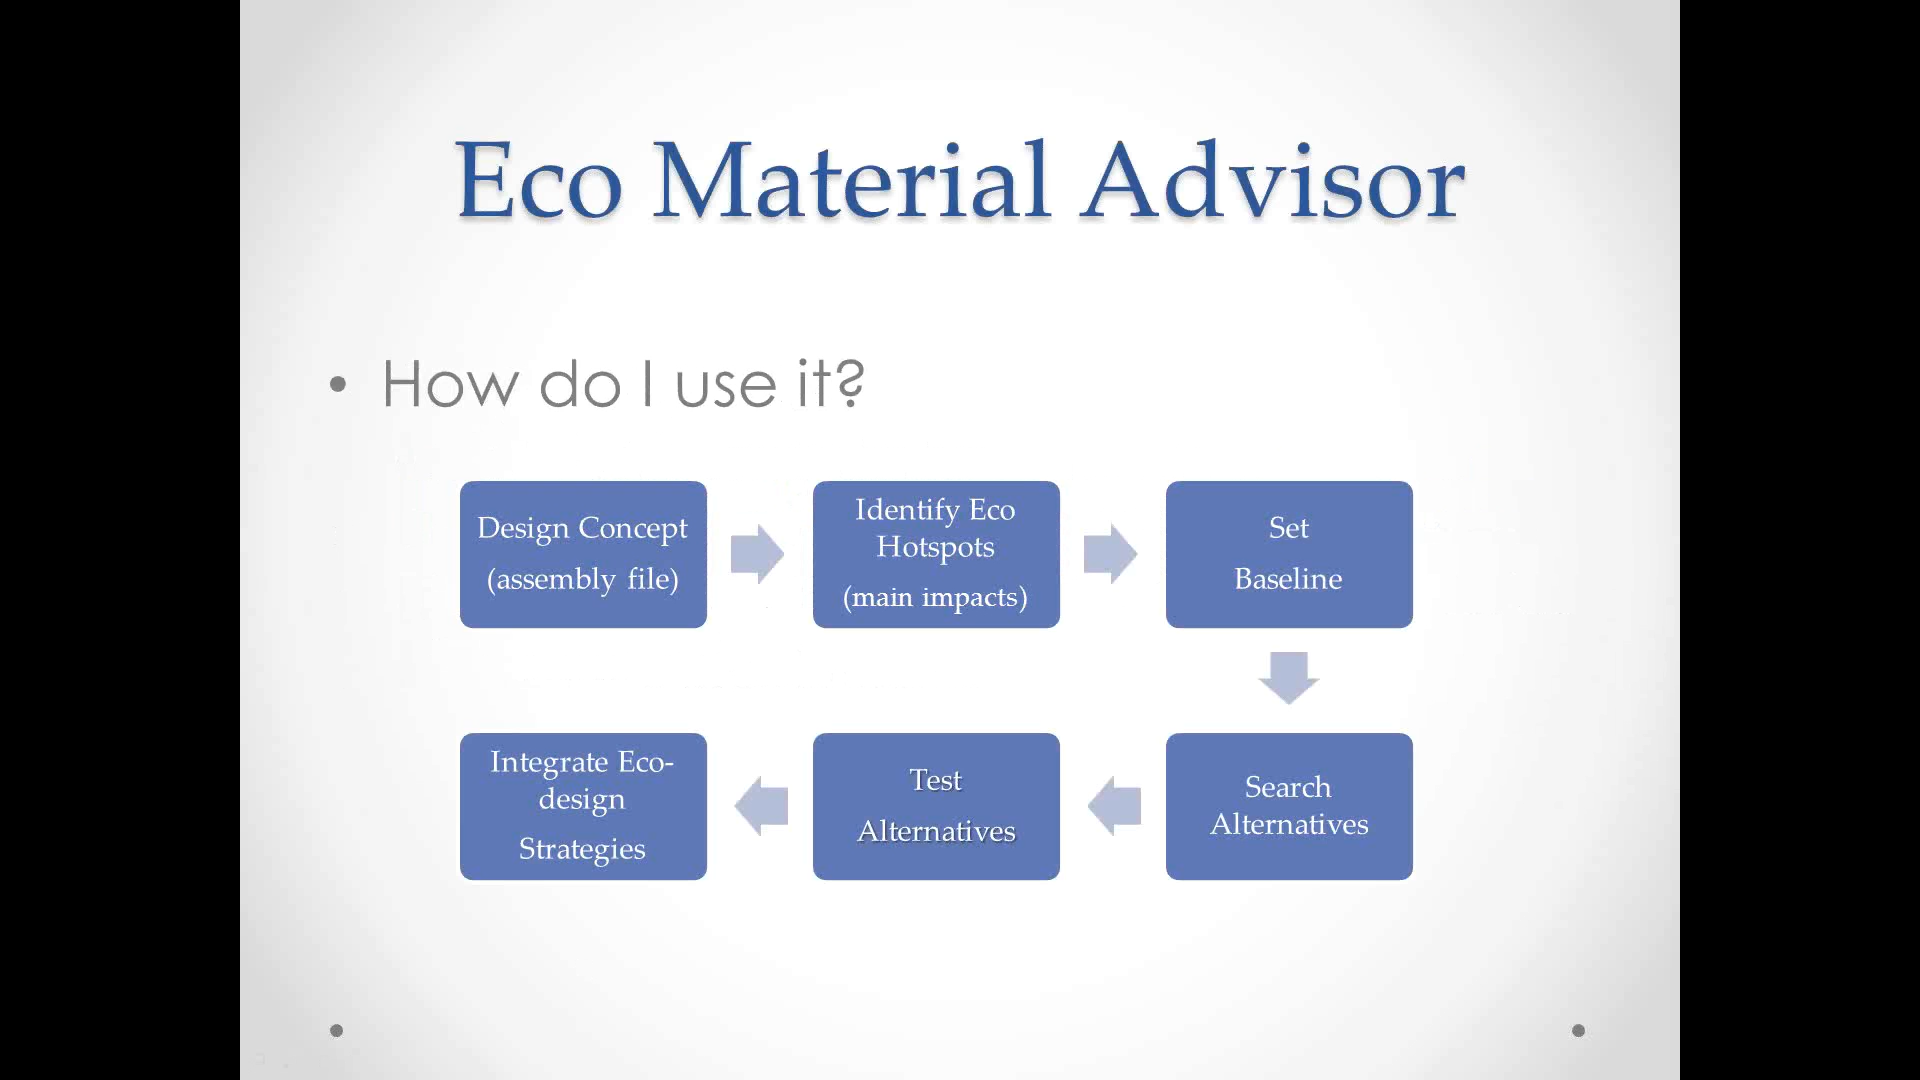 Eco Material Advisor
• How do I use it?
Design Concept
(assembly file)
Identify Eco
Hotspots
(main impacts)
Set
Baseline
Search
Alternatives
Test
Alternatives
Integrate Eco-
design
Strategies